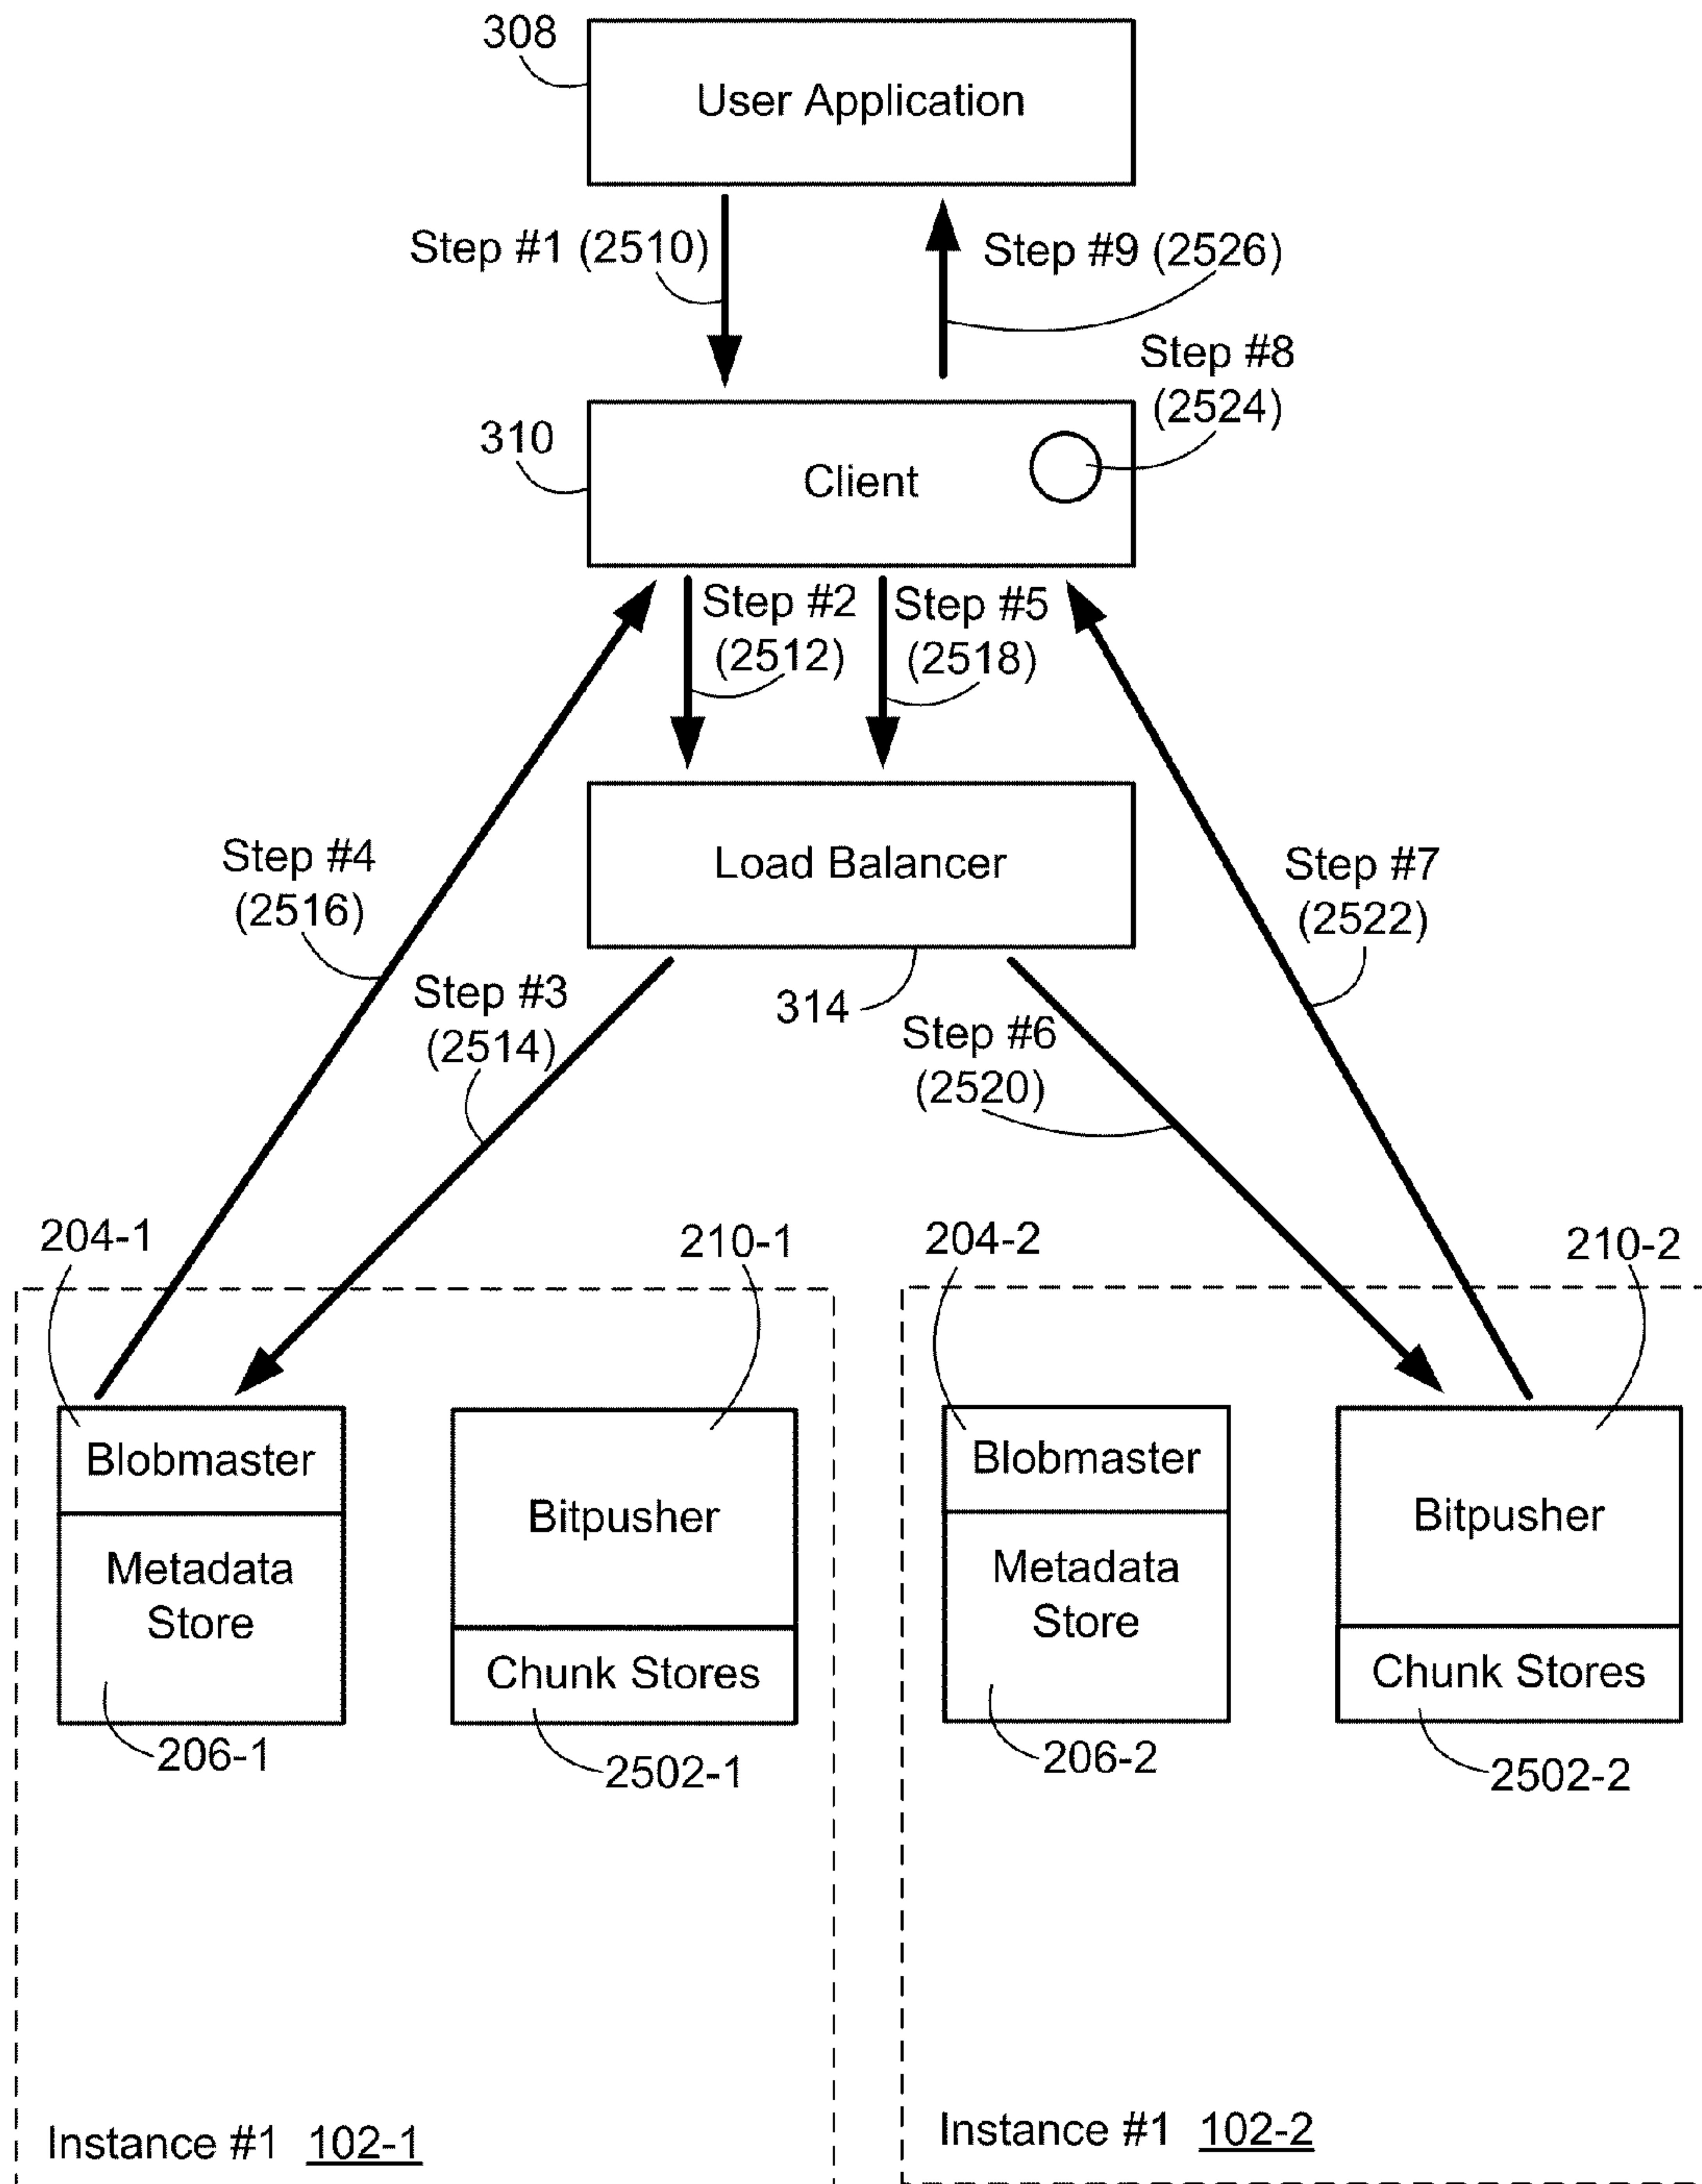 308
User Application
Step #1 (2510)
Step #9 (2526)
Step #8
(2524)
310
Client
Step #2
(2512)
Step #5
(2518)
Load Balancer
Step #4
(2516)
Step #7
(2522)
Step #3
(2514)
314
Step #6
(2520)
204-1
210-1
204-2
210-2
Blobmaster
Metadata
Store
Bitpusher
Chunk Stores
Blobmaster
Metadata
Store
Bitpusher
Chunk Stores
206-1
2502-1
206-2
2502-2
Instance #1 102-1
Instance #1 102-2